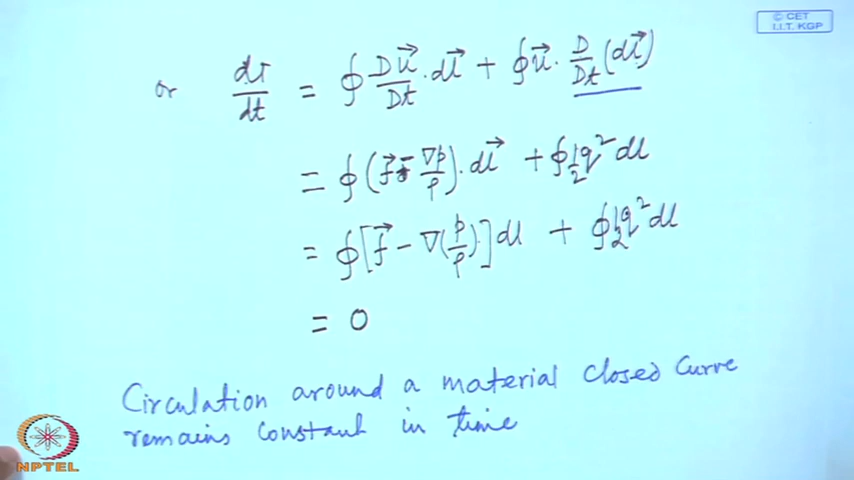 © CET
I.I.T. KGP
or dΓ/dt = ∮ Du⃗/Dt · dl⃗ + ∮ u⃗ · D/Dt (dl⃗)
= ∮ (f⃗ - ∇p/ρ) · dl⃗ + ∮ 1/2 q² dl
= ∮ [f⃗ - ∇(p/ρ)] dl + ∮ 1/2 q² dl
= 0
Circulation around a material closed curve
remains constant in time
NPTEL